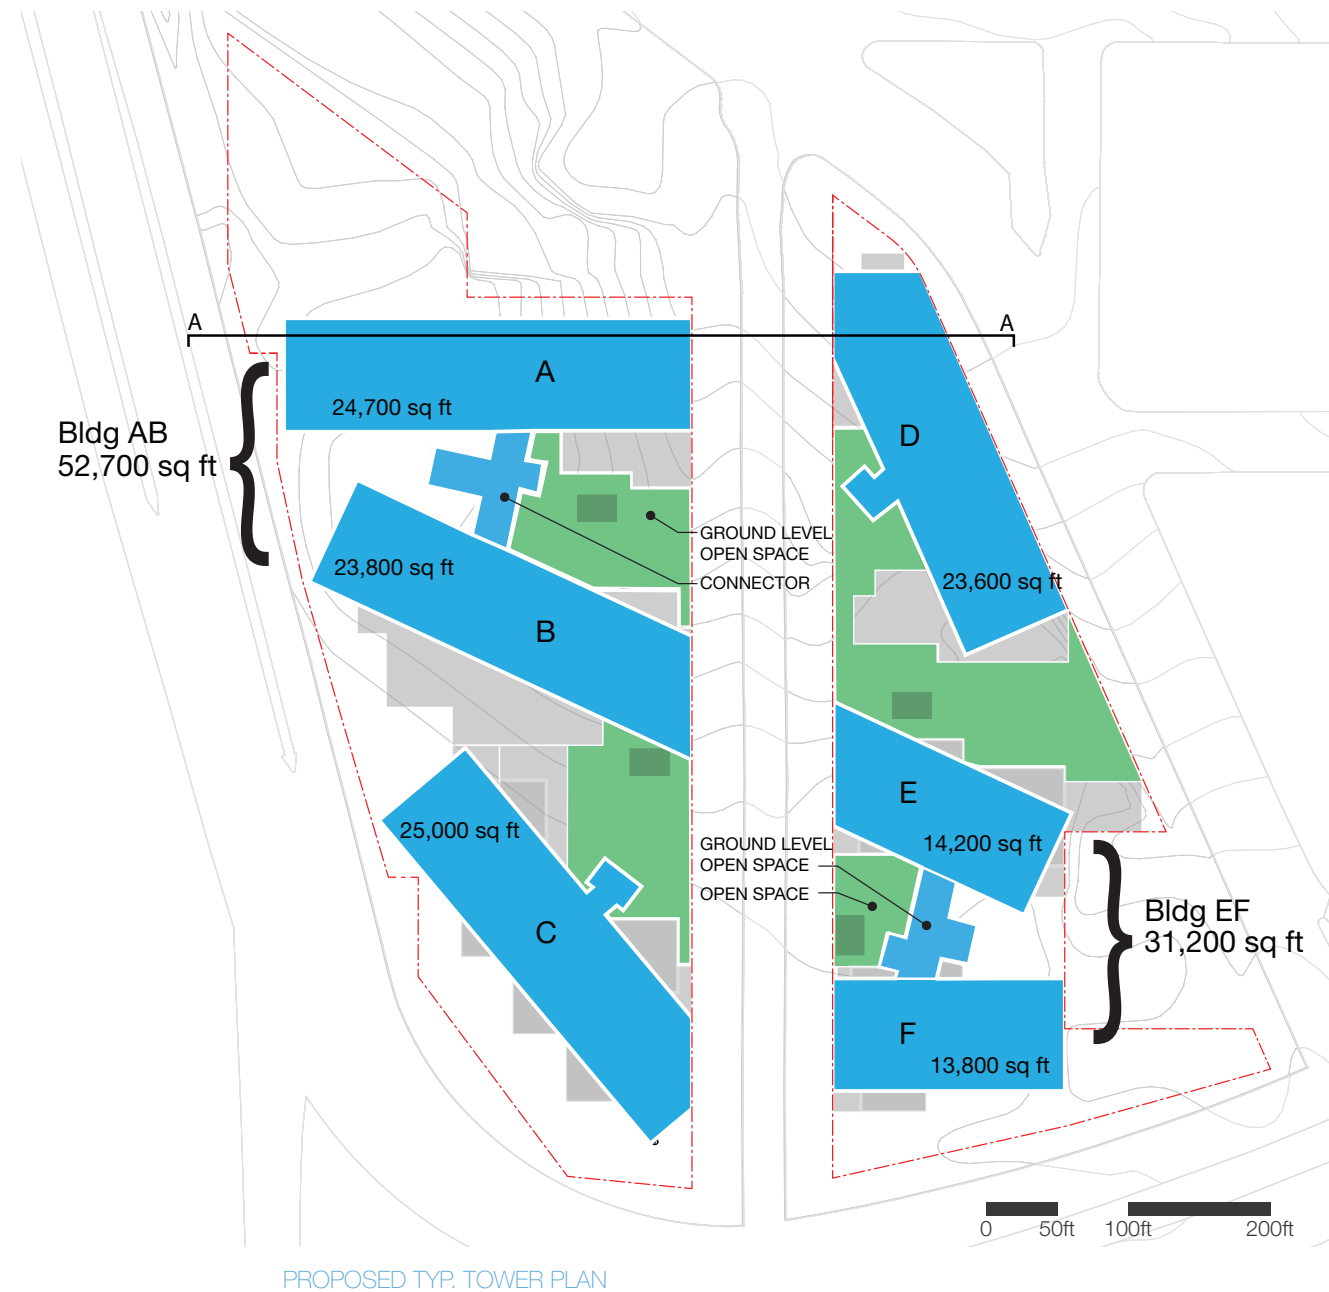 A
A
A
24,700 sq ft
Bldg AB
52,700 sq ft
D
GROUND LEVEL
OPEN SPACE
CONNECTOR
23,800 sq ft
23,600 sq ft
B
E
25,000 sq ft
14,200 sq ft
GROUND LEVEL
OPEN SPACE
OPEN SPACE
Bldg EF
31,200 sq ft
C
F
13,800 sq ft
0 50ft 100ft 200ft
PROPOSED TYP. TOWER PLAN